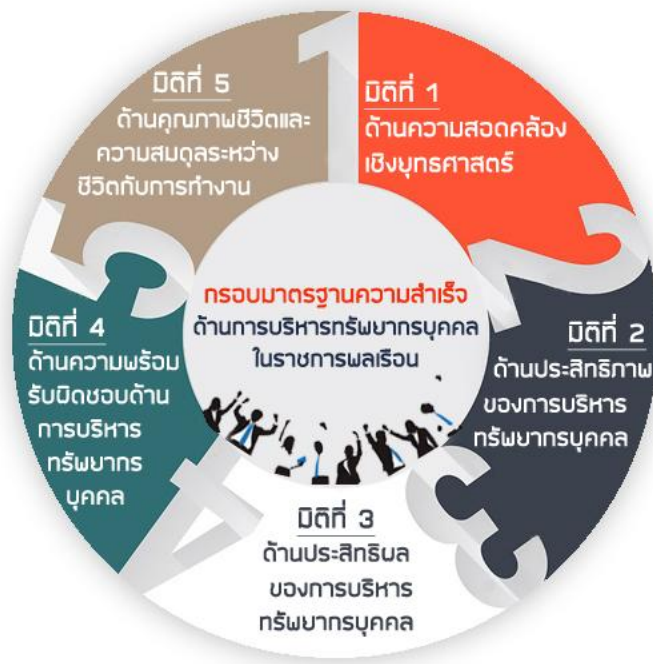 กรอบมาตรฐานความสำเร็จ
ด้านการบริหารทรัพยากรบุคคล
ในราชการพลเรือน
1
มิติที่ 1
ด้านความสอดคล้อง
เชิงยุทธศาสตร์
2
มิติที่ 2
ด้านประสิทธิภาพ
ของการบริหาร
ทรัพยากรบุคคล
3
มิติที่ 3
ด้านประสิทธิผล
ของการบริหาร
ทรัพยากรบุคคล
4
มิติที่ 4
ด้านความพร้อม
รับผิดชอบด้าน
การบริหาร
ทรัพยากร
บุคคล
5
มิติที่ 5
ด้านคุณภาพชีวิตและ
ความสมดุลระหว่าง
ชีวิตกับการทำงาน